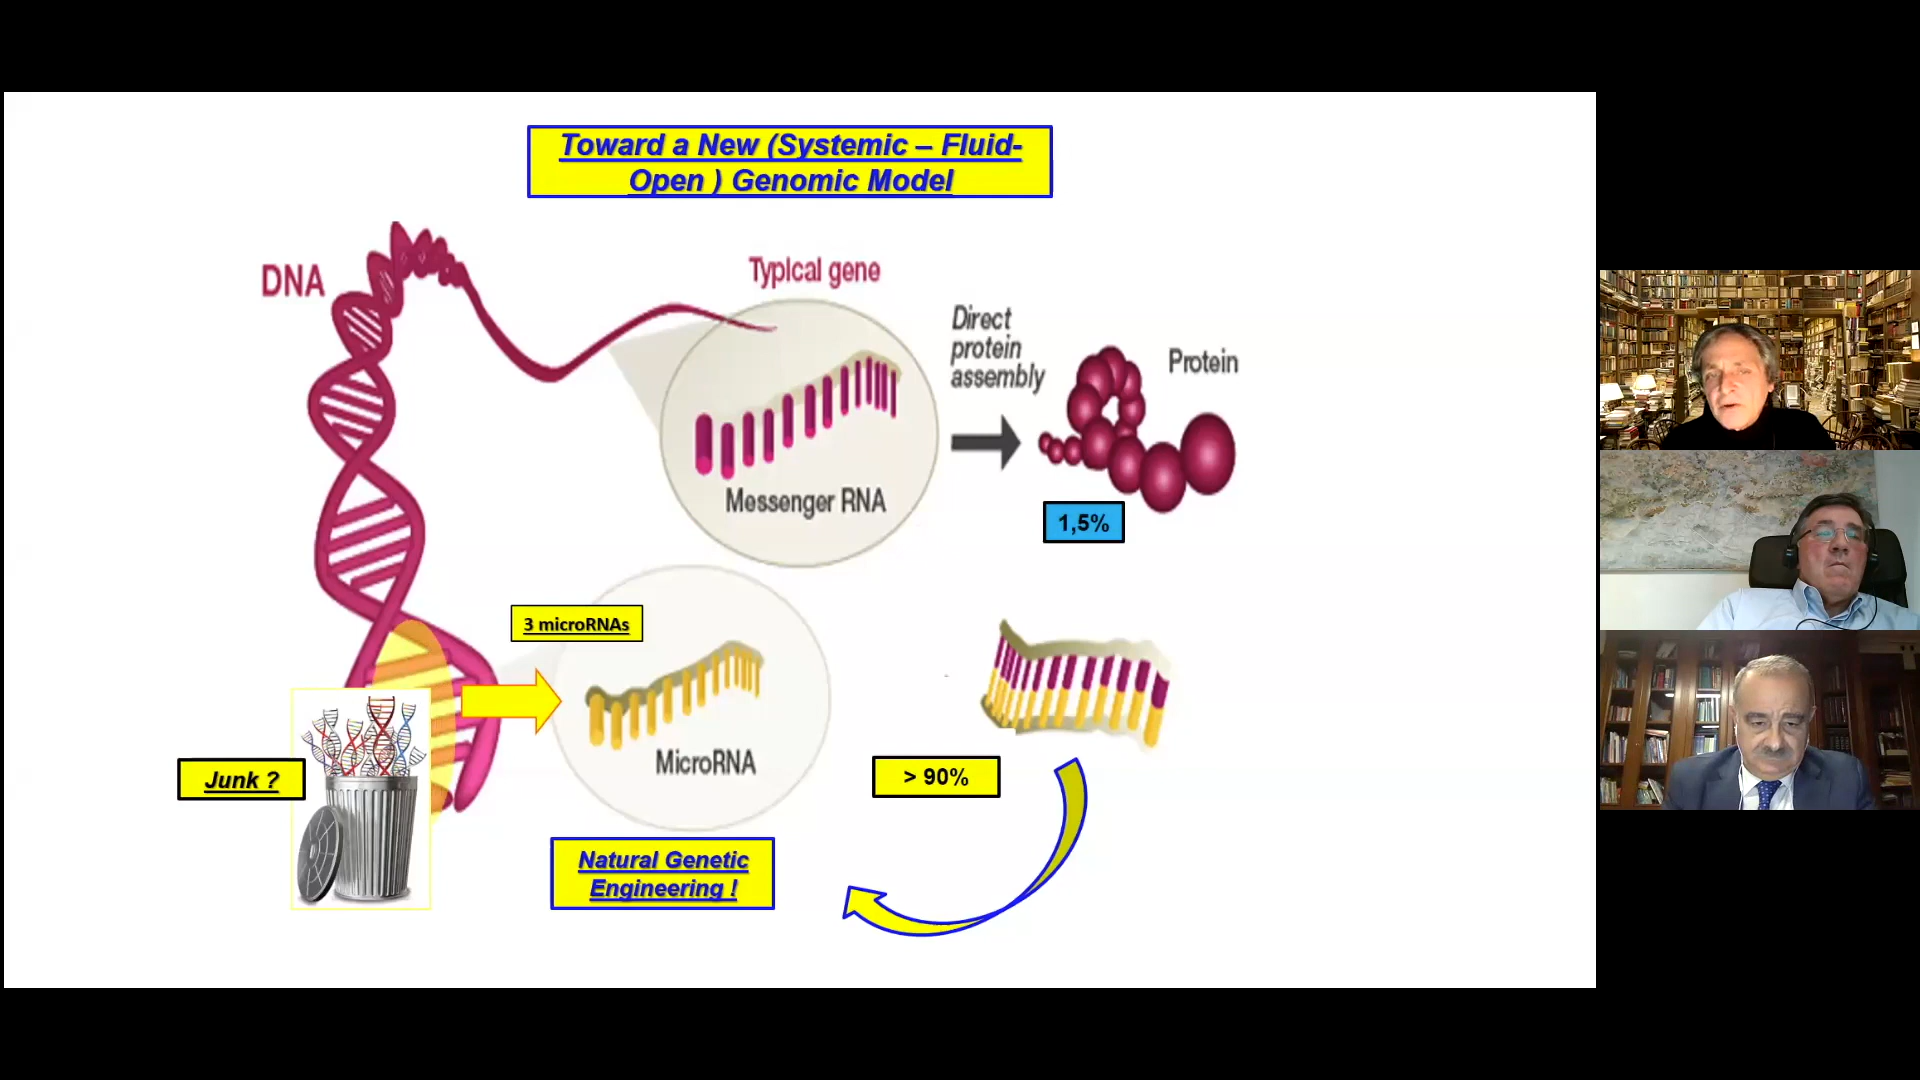 Toward a New (Systemic – Fluid-
Open ) Genomic Model
DNA
Typical gene
Direct
protein
assembly
Protein
Messenger RNA
1,5%
3 microRNAs
MicroRNA
Junk ?
> 90%
Natural Genetic
Engineering !